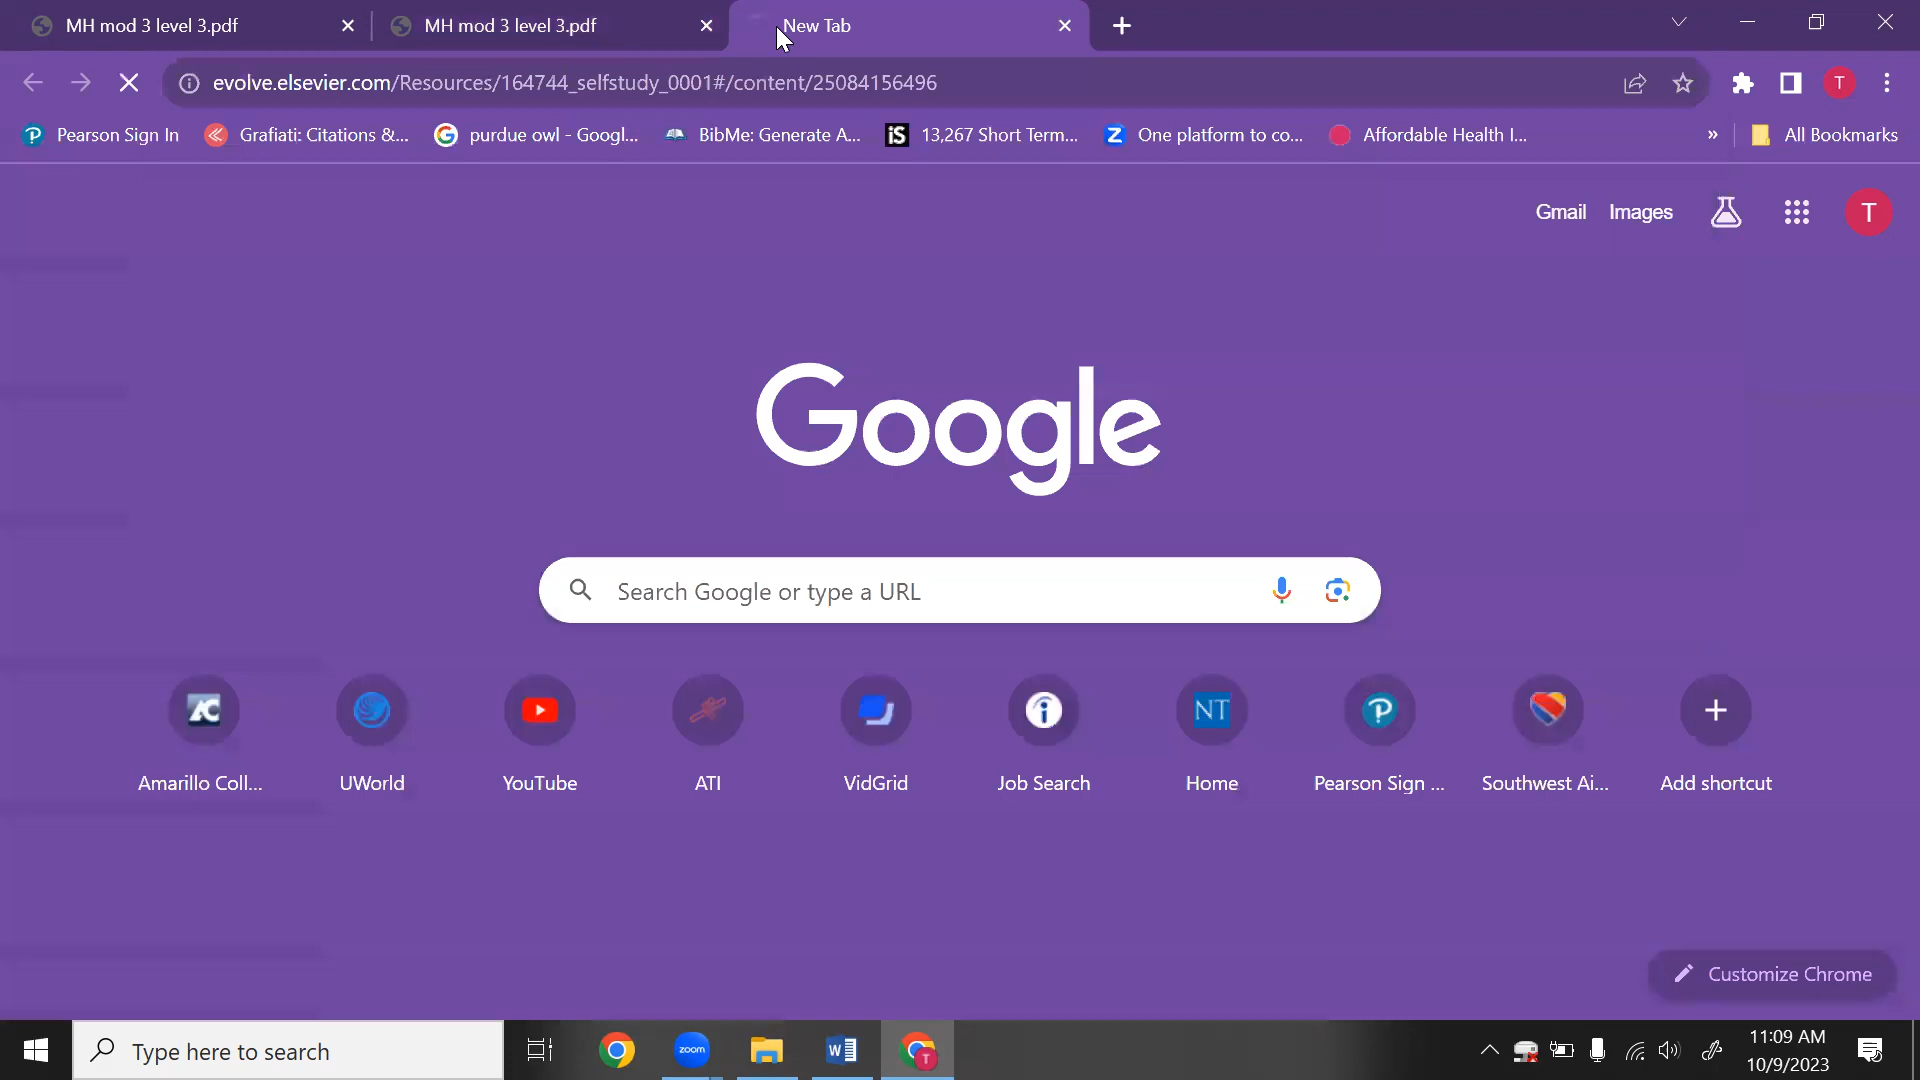 MH mod 3 level 3.pdf
MH mod 3 level 3.pdf
New Tab
evolve.elsevier.com/Resources/164744_selfstudy_0001#/content/25084156496
T
Pearson Sign In
Grafiati: Citations &...
purdue owl - Googl...
BibMe: Generate A...
iS
13,267 Short Term...
Z
One platform to co...
Affordable Health I...
»
All Bookmarks
Gmail
Images
T
Google
Search Google or type a URL
AC
NT
Amarillo Coll...
UWorld
YouTube
ATI
VidGrid
Job Search
Home
Pearson Sign ...
Southwest Ai...
Add shortcut
Customize Chrome
Type here to search
zoom
W
T
11:09 AM
10/9/2023